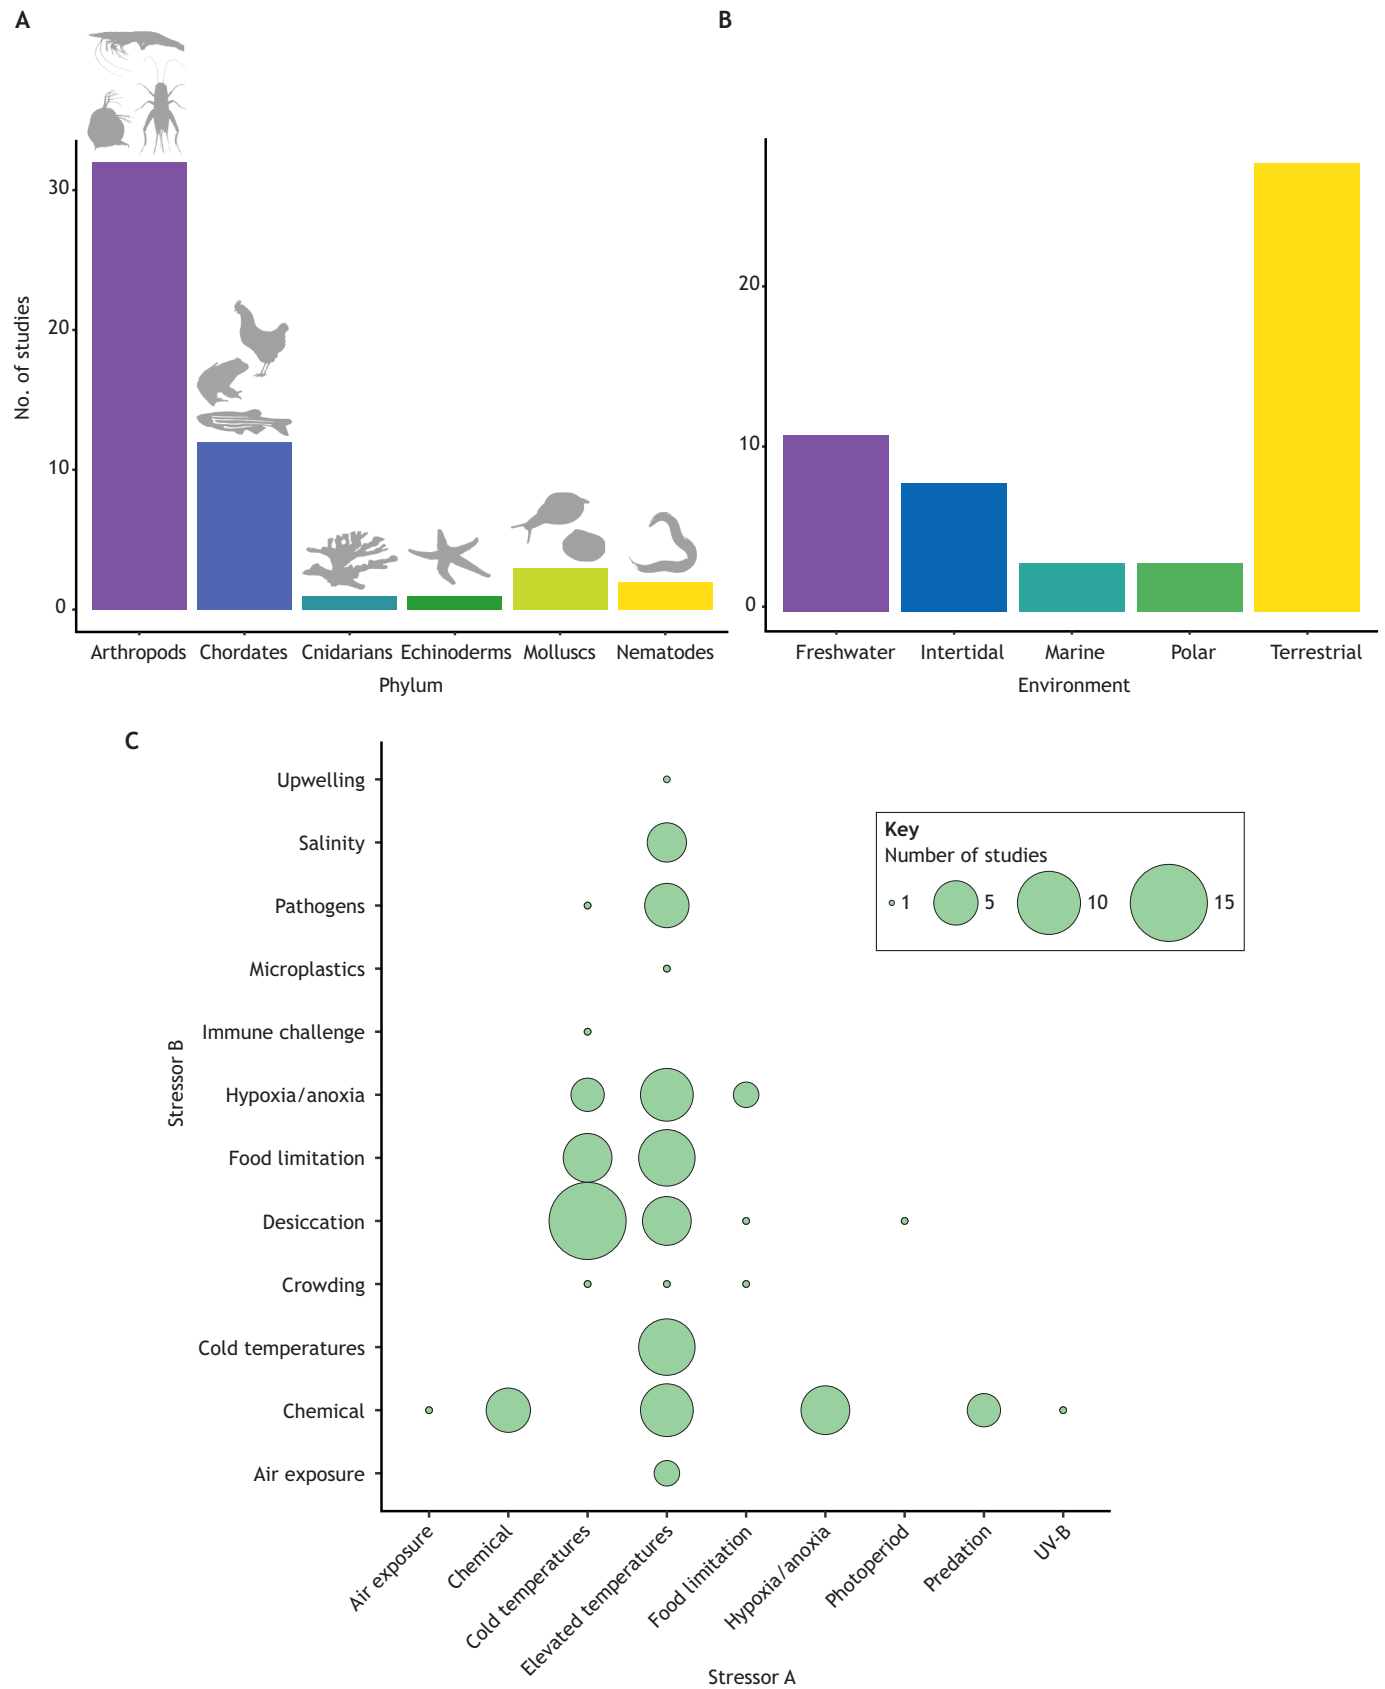 A
No. of studies
30
20
10
0
Arthropods Chordates Cnidarians Echinoderms Molluscs Nematodes
Phylum
B
20
10
0
Freshwater Intertidal Marine Polar Terrestrial
Environment
C
Stressor B
Upwelling
Salinity
Pathogens
Microplastics
Immune challenge
Hypoxia/anoxia
Food limitation
Desiccation
Crowding
Cold temperatures
Chemical
Air exposure
Key
Number of studies
1 5 10 15
Air exposure
Chemical
Cold temperatures
Elevated temperatures
Food limitation
Hypoxia/anoxia
Photoperiod
Predation
UV-B
Stressor A